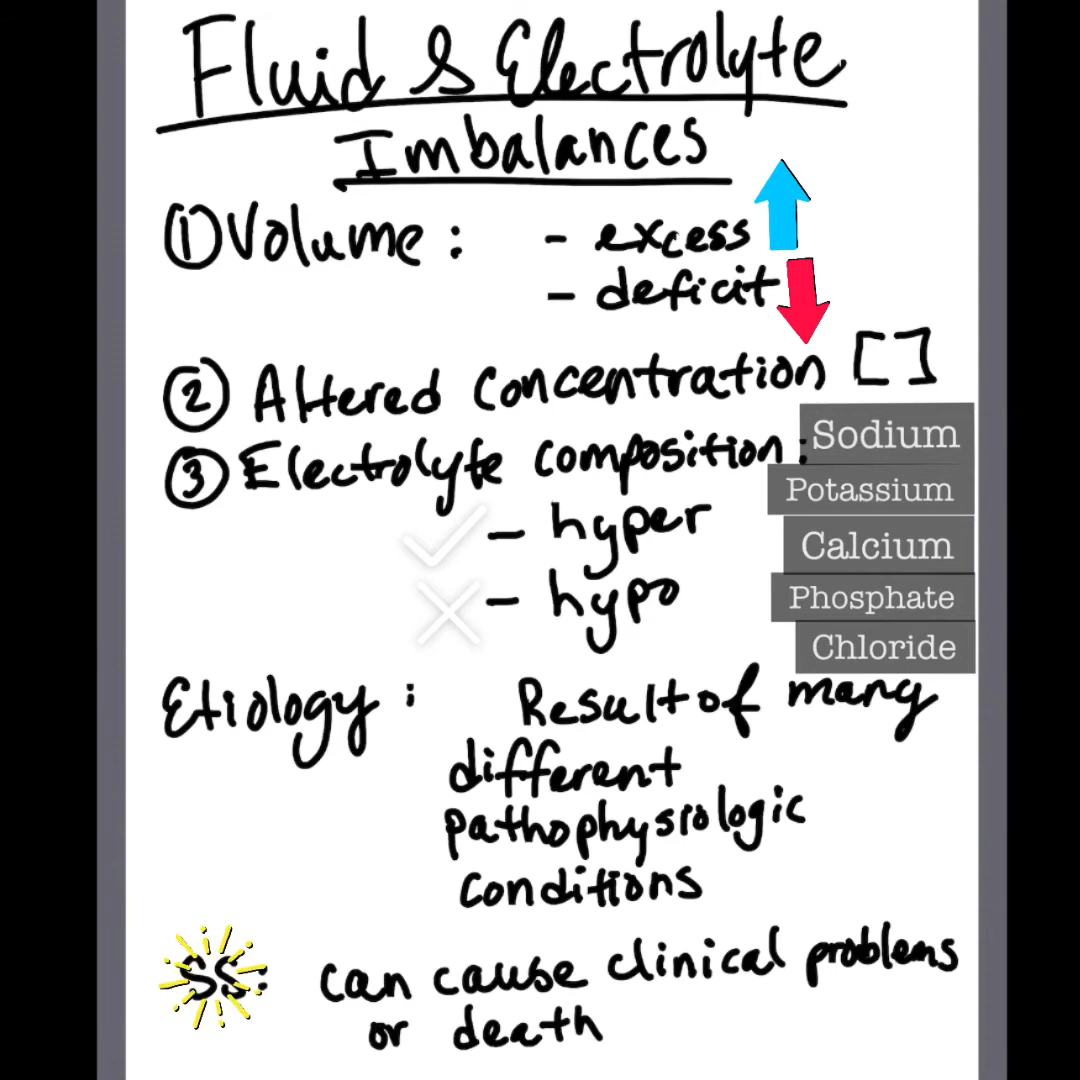 Fluid & Electrolyte
Imbalances
① Volume : - excess
- deficit
② Altered Concentration [ ]
③ Electrolyte composition : Sodium
Potassium
- hyper
Calcium
- hypo
Phosphate
Chloride
Etiology : Result of many
different
pathophysiologic
conditions
SS: can cause clinical problems
or death